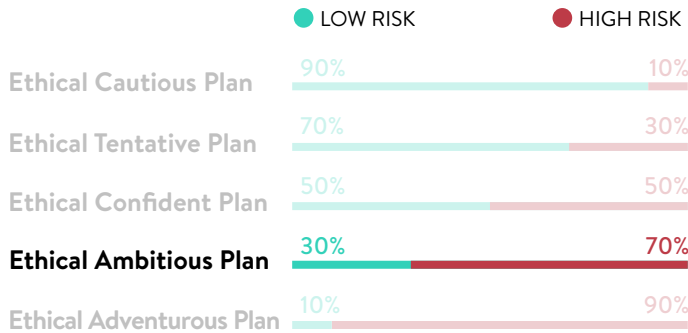 LOW RISK HIGH RISK
90% 10%
Ethical Cautious Plan
70% 30%
Ethical Tentative Plan
50% 50%
Ethical Confident Plan
30% 70%
Ethical Ambitious Plan
10% 90%
Ethical Adventurous Plan